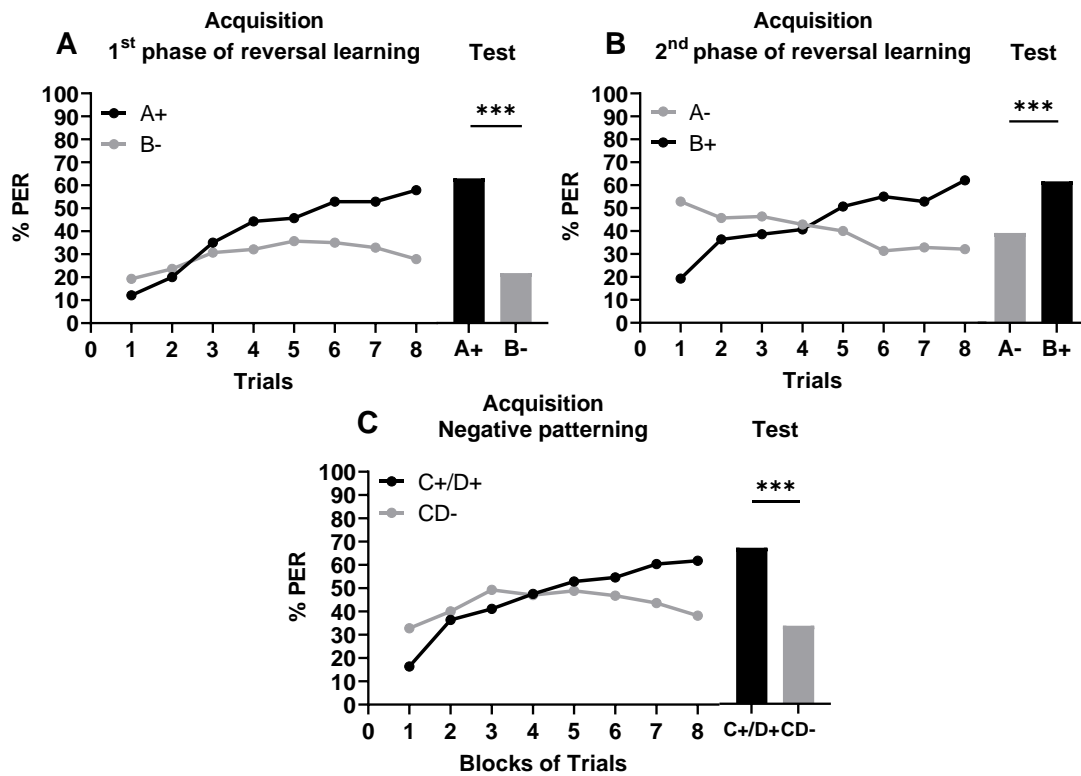 A
Acquisition
1st phase of reversal learning
Test
100
90
80
70
60
50
40
30
20
10
0
% PER
A+
B-
***
0 1 2 3 4 5 6 7 8 A+ B-
Trials
B
Acquisition
2nd phase of reversal learning
Test
100
90
80
70
60
50
40
30
20
10
0
% PER
A-
B+
***
0 1 2 3 4 5 6 7 8 A- B+
Trials
C
Acquisition
Negative patterning
Test
100
90
80
70
60
50
40
30
20
10
0
% PER
C+/D+
CD-
***
0 1 2 3 4 5 6 7 8 C+/D+ CD-
Blocks of Trials